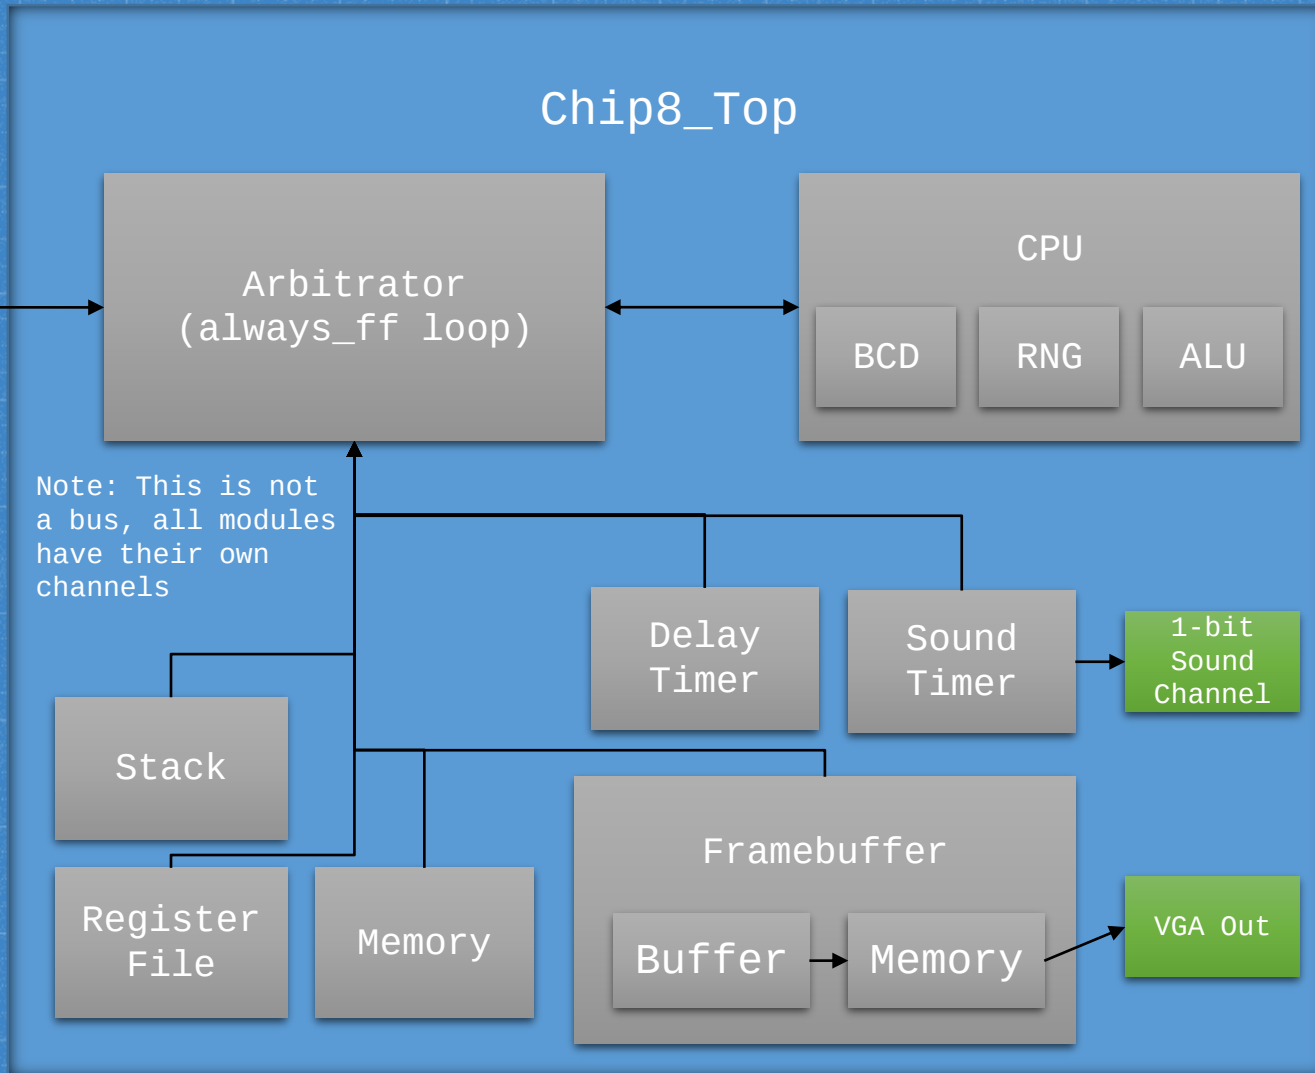 Chip8_Top
Arbitrator
(always_ff loop)
CPU
BCD
RNG
ALU
Note: This is not
a bus, all modules
have their own
channels
Delay
Timer
Sound
Timer
1-bit
Sound
Channel
Stack
Framebuffer
Register
File
Memory
Buffer
Memory
VGA Out